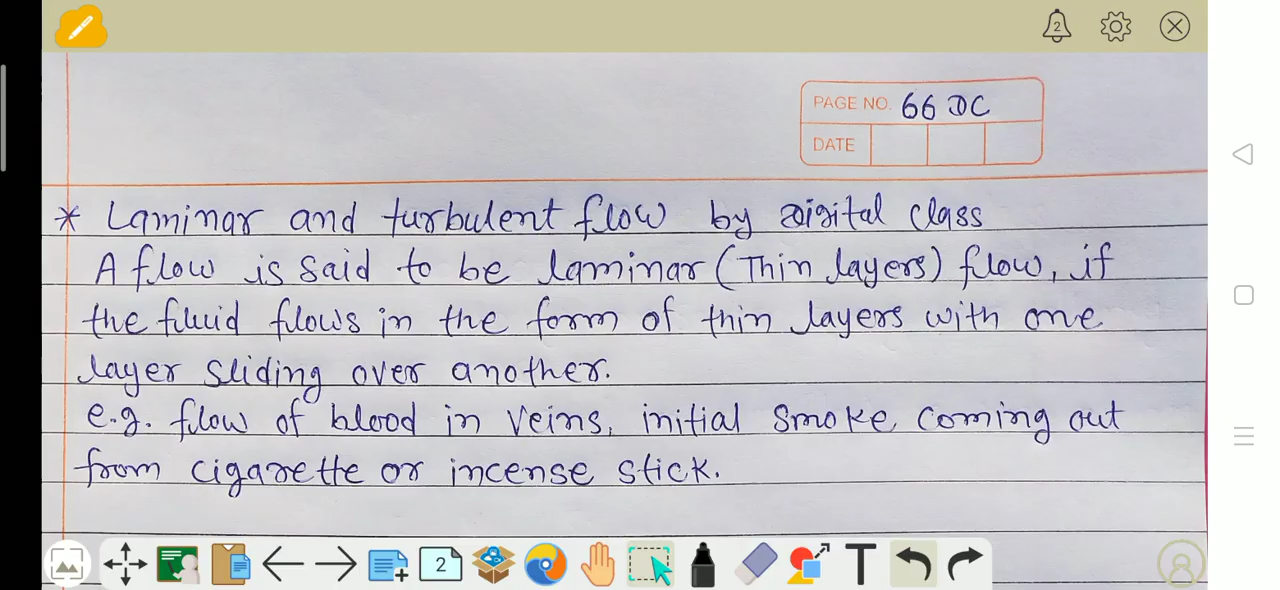 2
PAGE NO. 66 DC
DATE
* Laminar and turbulent flow by Digital class
A flow is said to be laminar (Thin layers) flow, if
the fluid flows in the form of thin layers with one
layer sliding over another.
e.g. flow of blood in veins, initial smoke coming out
from cigarette or incense stick.
2
T